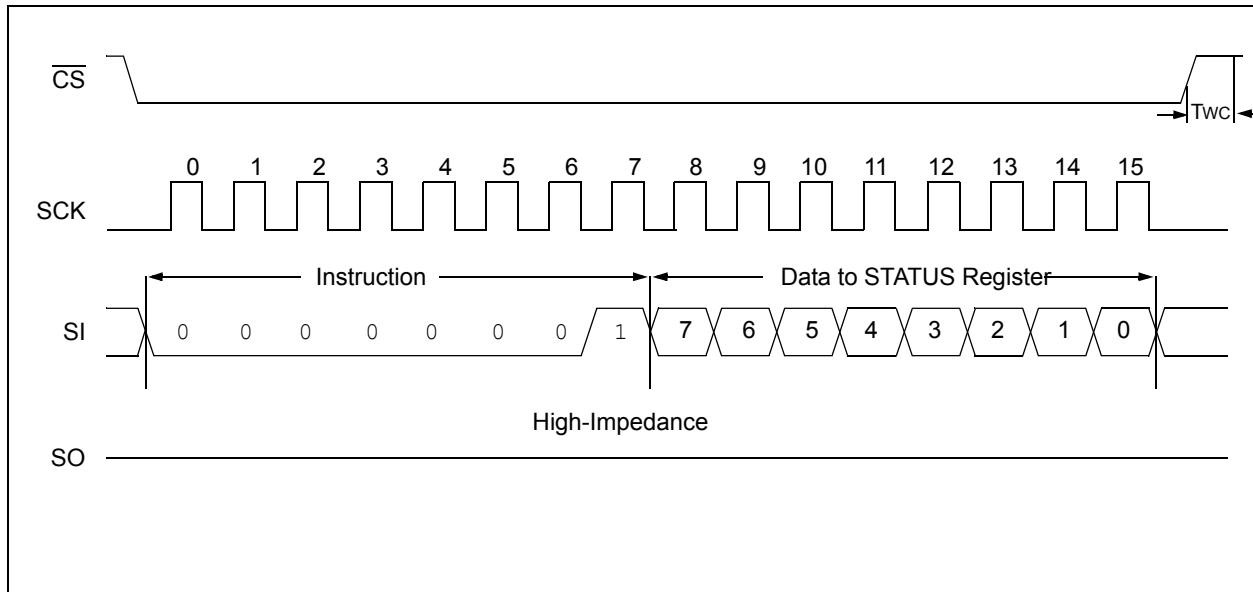 CS
TWC
0 1 2 3 4 5 6 7 8 9 10 11 12 13 14 15
SCK
Instruction
Data to STATUS Register
SI
0 0 0 0 0 0 0 1 7 6 5 4 3 2 1 0
High-Impedance
SO